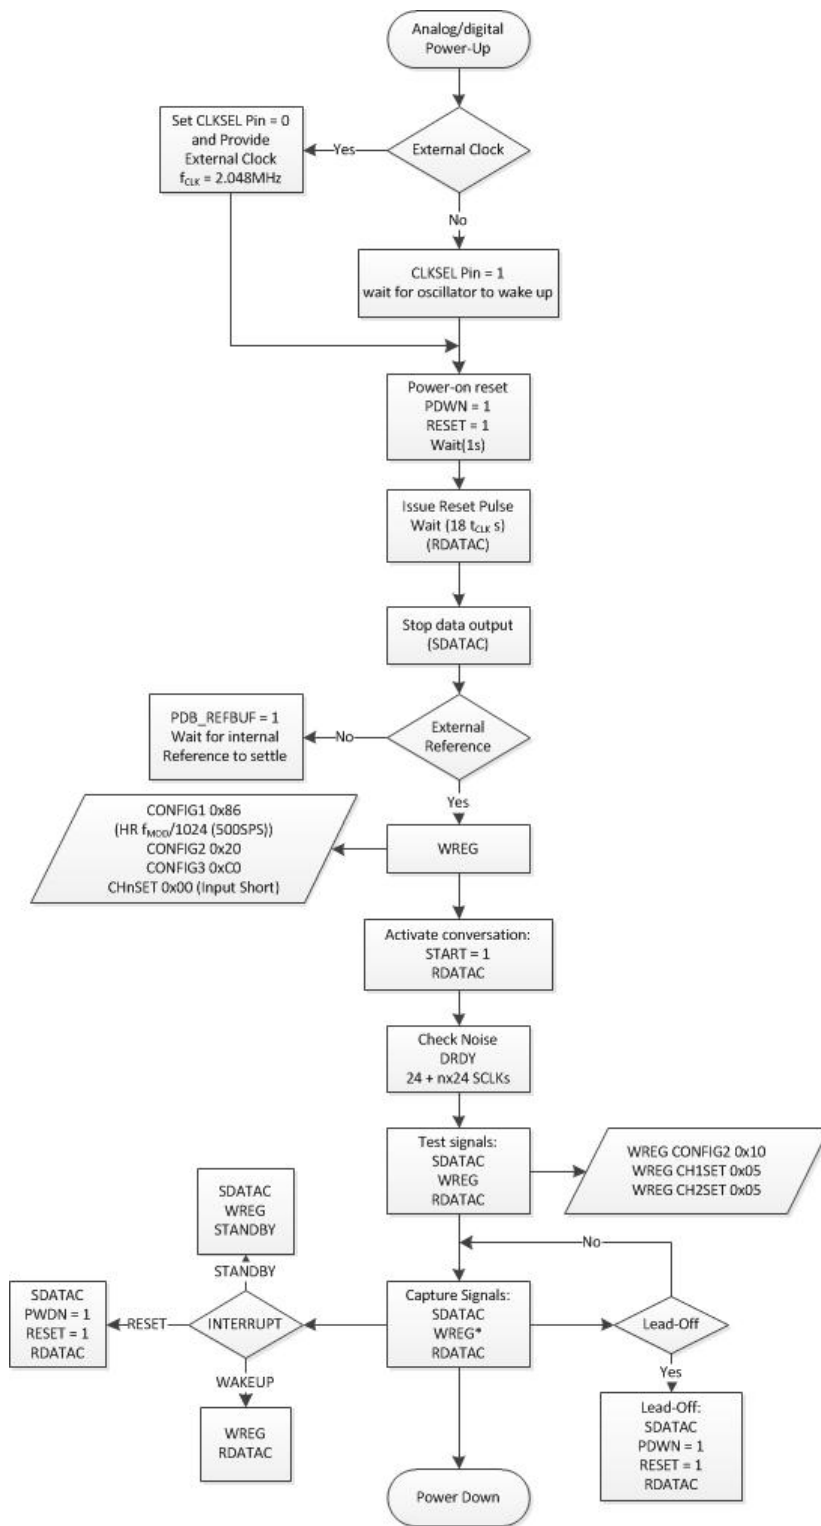 Analog/digital
Power-Up
Set CLKSEL Pin = 0
and Provide
External Clock
fCLK = 2.048MHz
Yes
External Clock
No
CLKSEL Pin = 1
wait for oscillator to wake up
Power-on reset
PDWN = 1
RESET = 1
Wait(1s)
Issue Reset Pulse
Wait (18 tCLK s)
(RDATAC)
Stop data output
(SDATAC)
PDB_REFBUF = 1
Wait for internal
Reference to settle
No
External
Reference
Yes
CONFIG1 0x86
(HR fMOD/1024 (500SPS))
CONFIG2 0x20
CONFIG3 0xC0
CHnSET 0x00 (Input Short)
WREG
Activate conversation:
START = 1
RDATAC
Check Noise
DRDY
24 + nx24 SCLKs
Test signals:
SDATAC
WREG
RDATAC
WREG CONFIG2 0x10
WREG CH1SET 0x05
WREG CH2SET 0x05
SDATAC
WREG
STANDBY
No
STANDBY
SDATAC
PWDN = 1
RESET = 1
RDATAC
RESET
INTERRUPT
Capture Signals:
SDATAC
WREG*
RDATAC
Lead-Off
WAKEUP
Yes
WREG
RDATAC
Lead-Off:
SDATAC
PDWN = 1
RESET = 1
RDATAC
Power Down